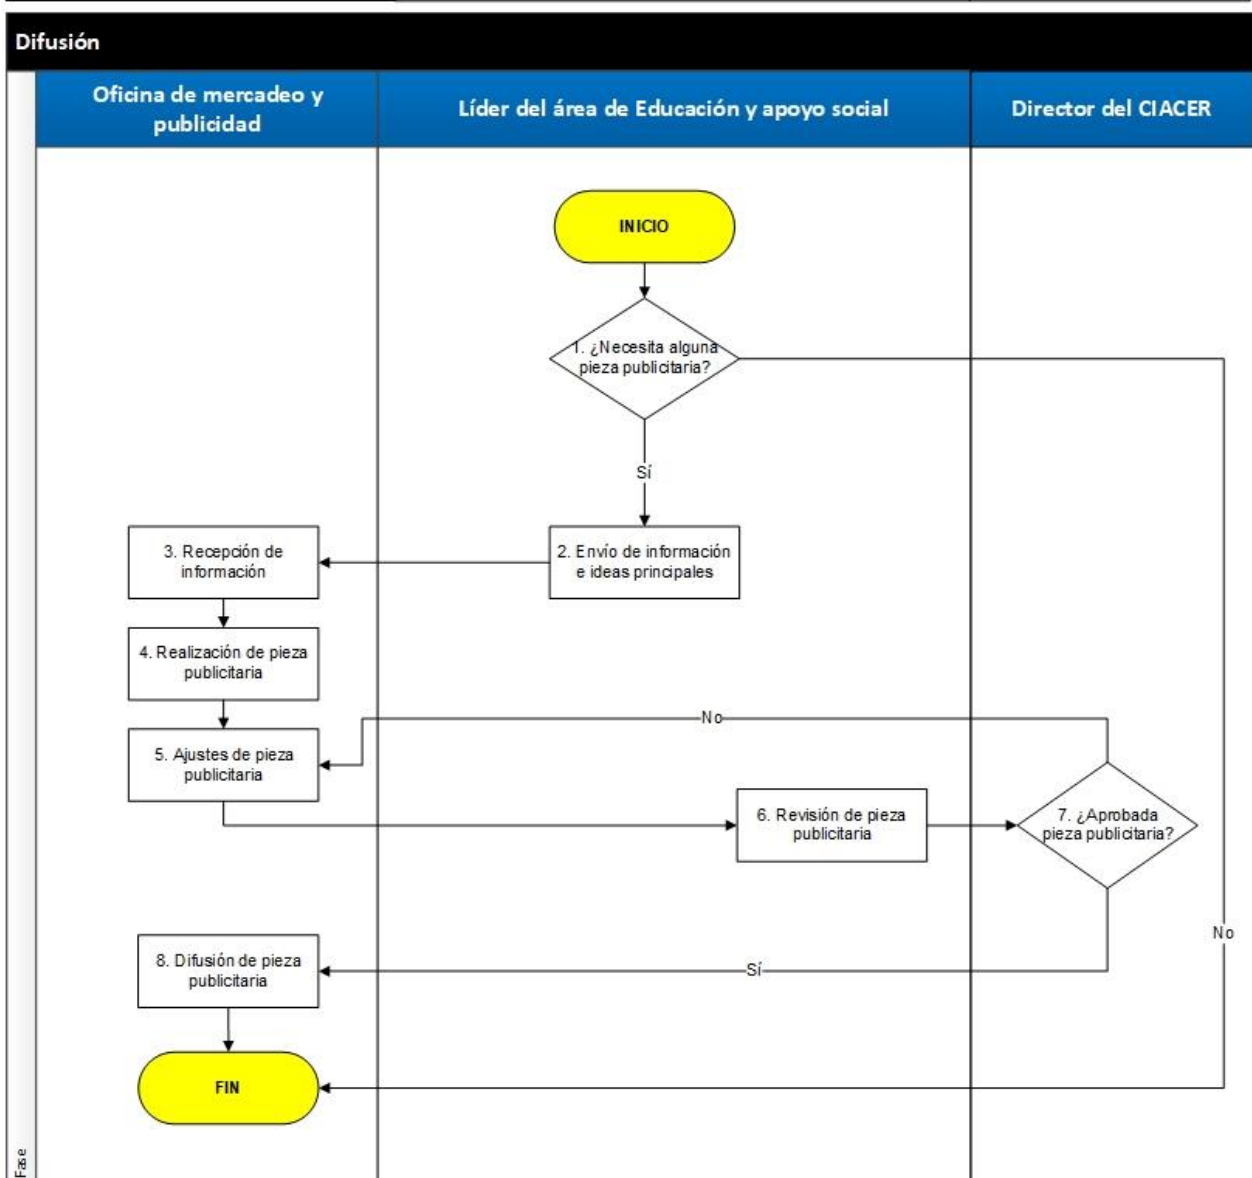 Difusión
Oficina de mercadeo y
publicidad
Líder del área de Educación y apoyo social
Director del CIACER
INICIO
1. ¿Necesita alguna
pieza publicitaria?
Sí
3. Recepción de
información
2. Envío de información
e ideas principales
4. Realización de pieza
publicitaria
No
5. Ajustes de pieza
publicitaria
6. Revisión de pieza
publicitaria
7. ¿Aprobada
pieza publicitaria?
No
8. Difusión de pieza
publicitaria
Sí
FIN
Fase